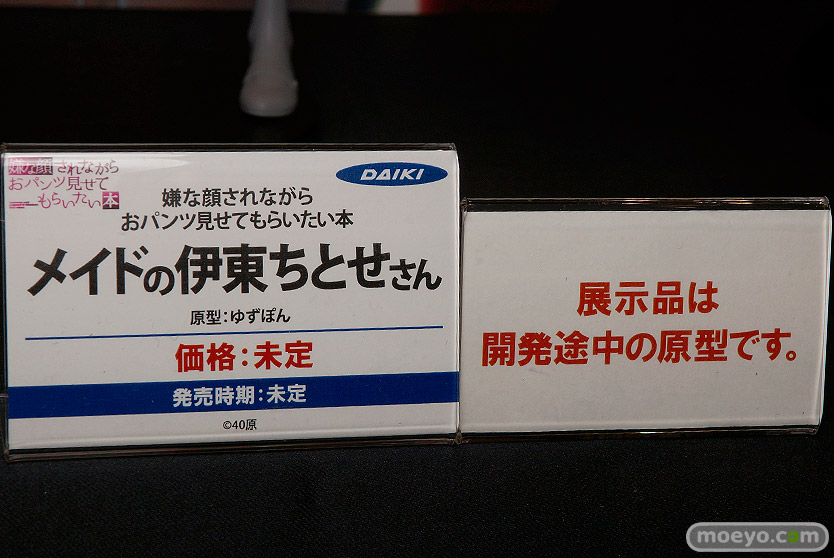 嫌な顔されながら
おパンツ見せて
もらいたい本
DAIKI
嫌な顔されながら
おパンツ見せてもらいたい本
メイドの伊東ちとせさん
原型：ゆずぽん
価格：未定
発売時期：未定
©40原
展示品は
開発途中の原型です。
moeyo.com